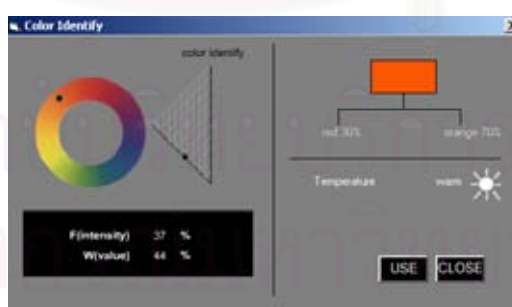 Color Identify
color identify
red 30%
orange 70%
Temperature warm
F(intensity) 37 %
W(value) 44 %
USE CLOSE